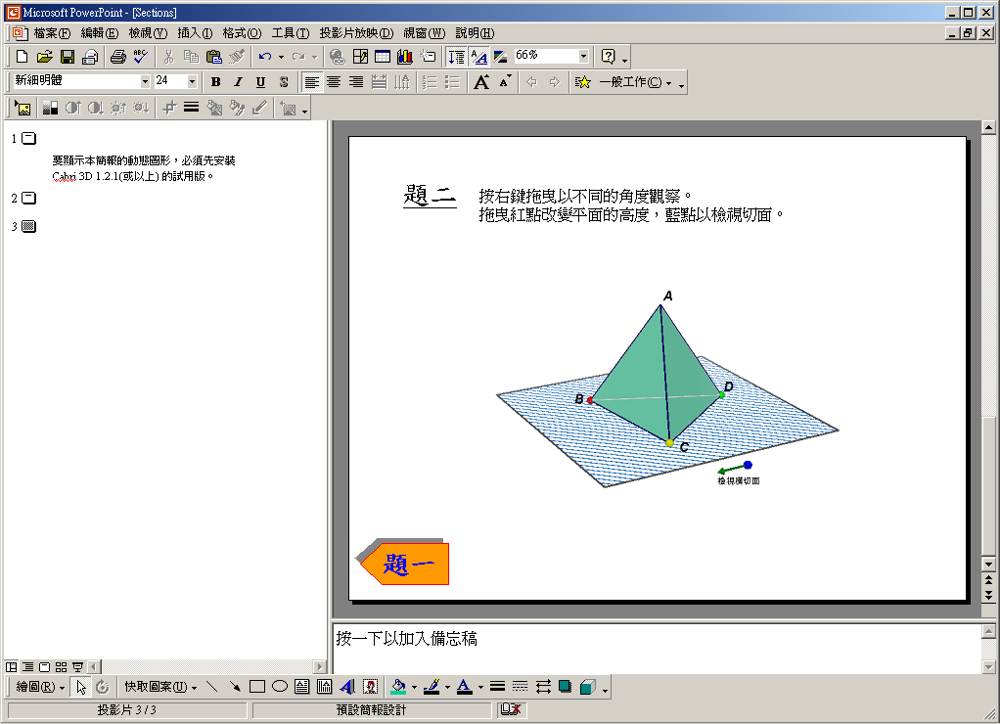 Microsoft PowerPoint - [Sections]
檔案(F) 編輯(E) 檢視(V) 插入(I) 格式(O) 工具(T) 投影片放映(D) 視窗(W) 說明(H)
66%
新細明體 24 B I U S 一般工作(C)
1
要顯示本簡報的動態圖形，必須先安裝
Cabri 3D 1.2.1(或以上) 的試用版。
2
3
題二
按右鍵拖曳以不同的角度觀察。
拖曳紅點改變平面的高度，藍點以檢視切面。
A
B
D
C
檢視橫切面
題一
按一下以加入備忘稿
繪圖(R) 快取圖案(U)
投影片 3 / 3 預設簡報設計